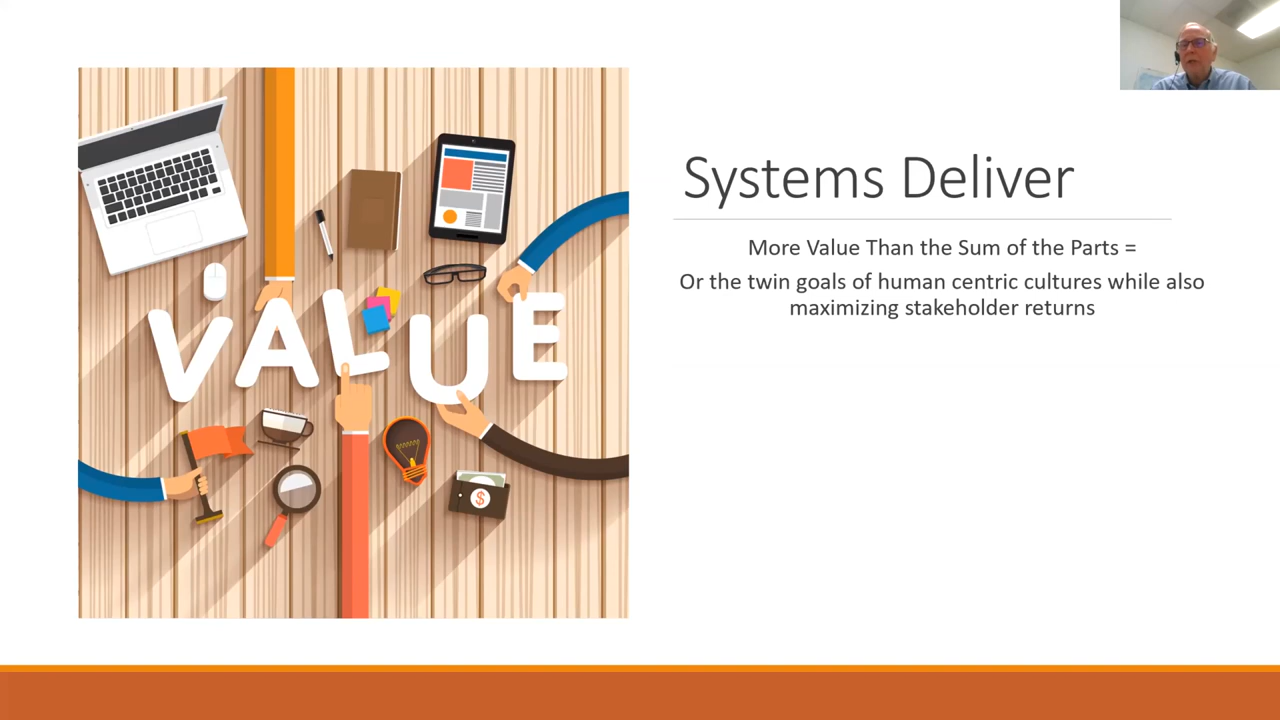 Systems Deliver
More Value Than the Sum of the Parts =
Or the twin goals of human centric cultures while also
maximizing stakeholder returns
VALUE
$